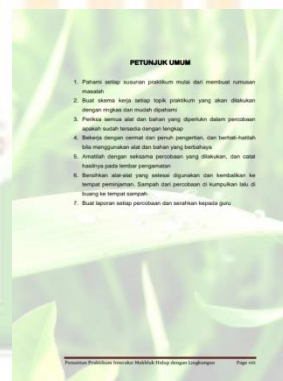 PETUNJUK UMUM
1. Pahami setiap susunan praktikum mulai dari membuat rumusan
masalah
2. Buat skema kerja setiap topik praktikum yang akan dilakukan
dengan ringkas dan mudah dipahami
3. Periksa semua alat dan bahan yang diperlukn dalam percobaan
apakah sudah tersedia dengan lengkap
4. Bekerja dengan cermat dan penuh pengertian, dan berhati-hatilah
bila menggunakan alat dan bahan yang berbahaya
5. Amatilah dengan seksama percobaan yang dilakukan, dan catat
hasilnya pada lembar pengamatan
6. Bersihkan alat-alat yang selesai digunakan dan kembalikan ke
tempat peminjaman. Sampah dari percobaan di kumpulkan lalu di
buang ke tempat sampah
7. Buat laporan setiap percobaan dan serahkan kepada guru
Penuntun Praktikum Interaksi Makhluk Hidup dengan Lingkungan Page viii